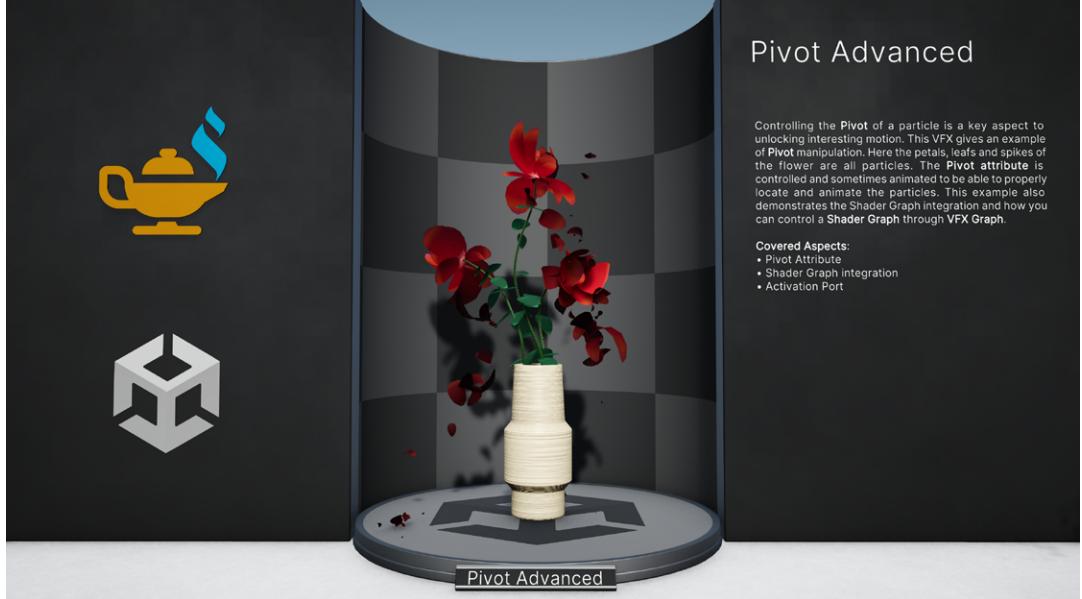 Pivot Advanced
Controlling the Pivot of a particle is a key aspect to
unlocking interesting motion. This VFX gives an example
of Pivot manipulation. Here the petals, leafs and spikes of
the flower are all particles. The Pivot attribute is
controlled and sometimes animated to be able to properly
locate and animate the particles. This example also
demonstrates the Shader Graph integration and how you
can control a Shader Graph through VFX Graph.
Covered Aspects:
• Pivot Attribute
• Shader Graph integration
• Activation Port
Pivot Advanced